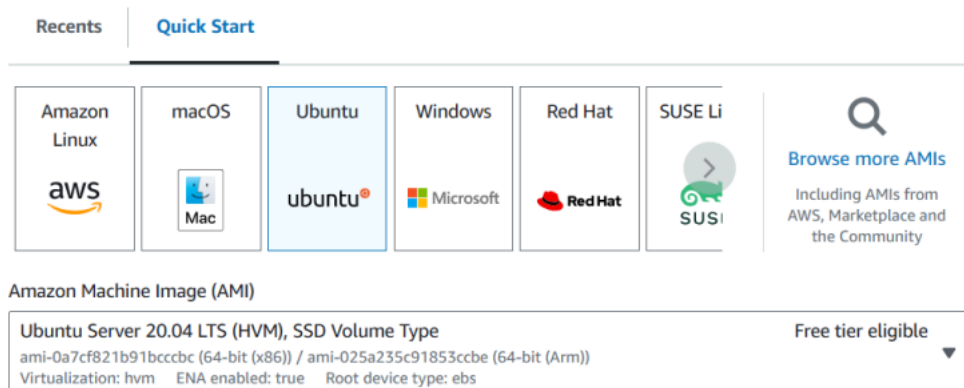 Recents
Quick Start
Amazon
Linux
aws
macOS
Mac
Ubuntu
ubuntu
Windows
Microsoft
Red Hat
Red Hat
SUSE Li
SUS
Browse more AMIs
Including AMIs from
AWS, Marketplace and
the Community
Amazon Machine Image (AMI)
Ubuntu Server 20.04 LTS (HVM), SSD Volume Type
Free tier eligible
ami-0a7cf821b91bcccbc (64-bit (x86)) / ami-025a235c91853ccbe (64-bit (Arm))
Virtualization: hvm ENA enabled: true Root device type: ebs